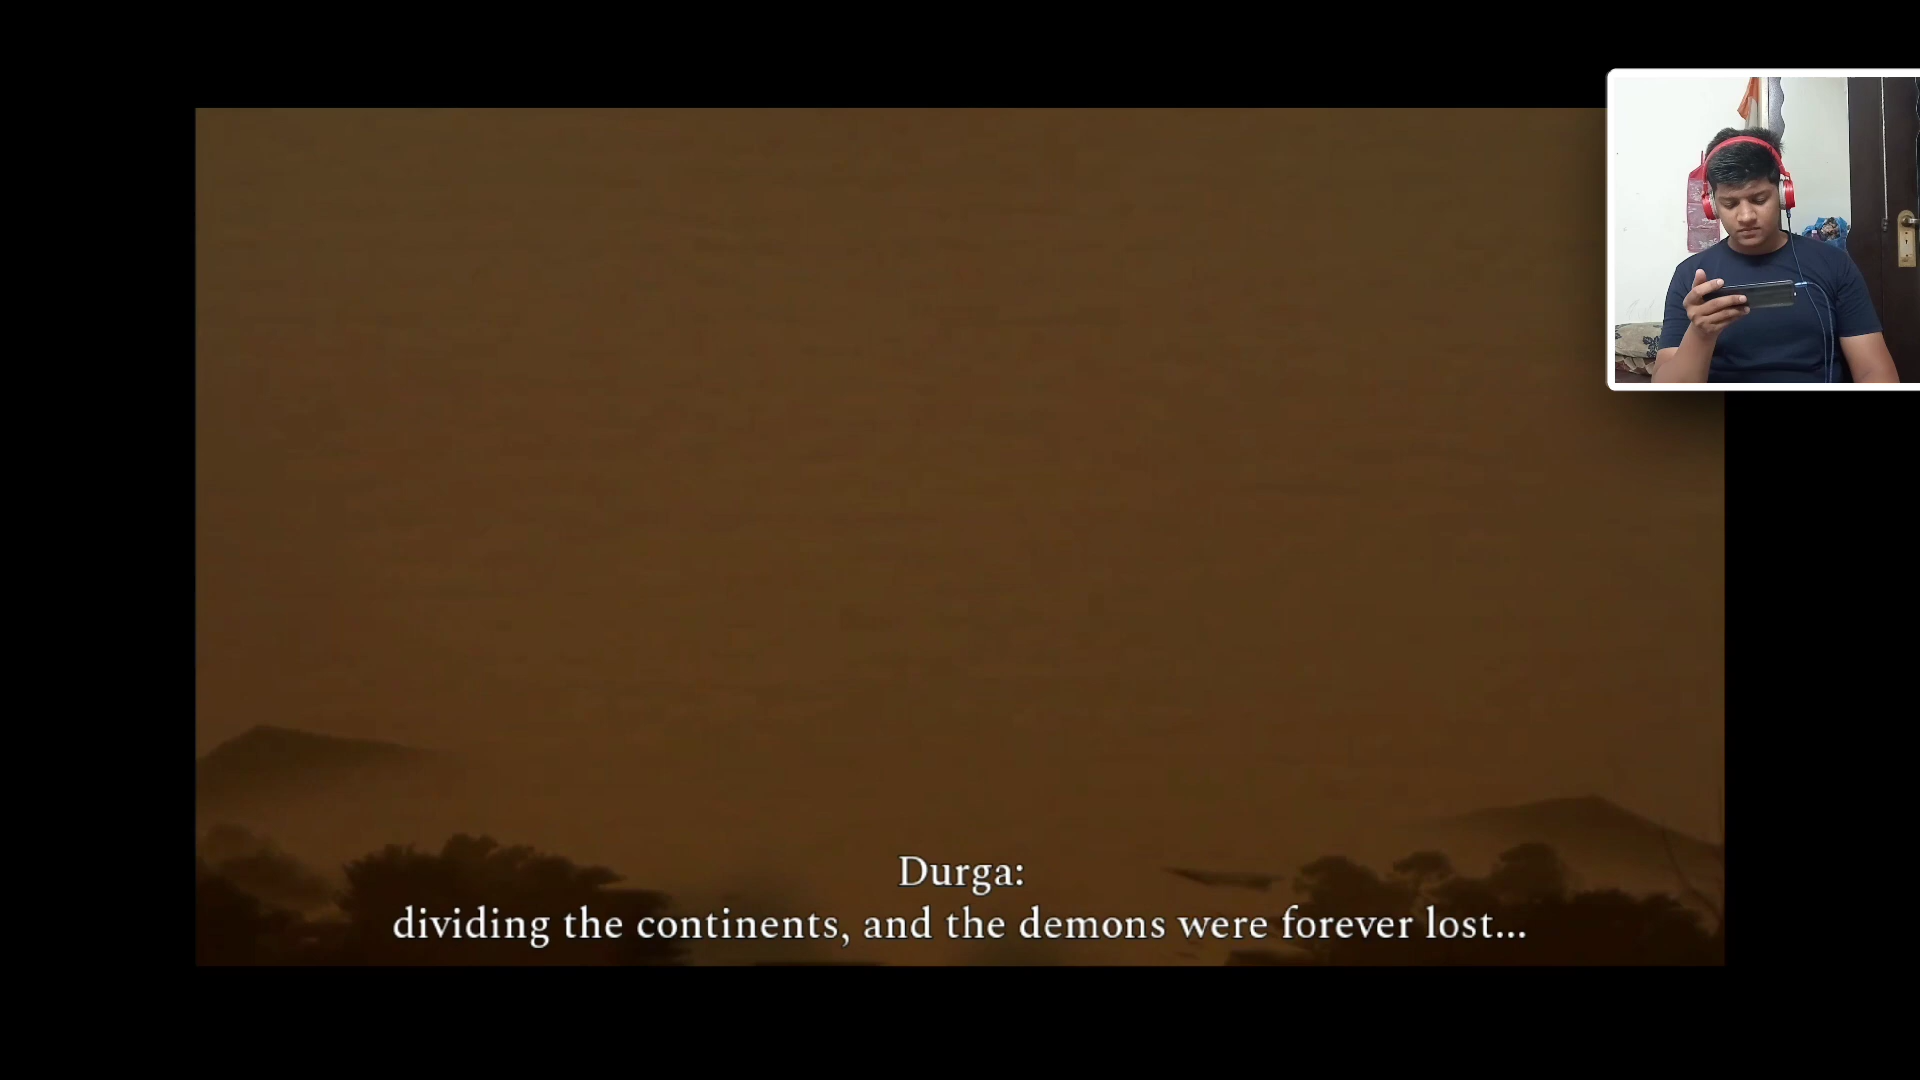 Durga:
dividing the continents, and the demons were forever lost...